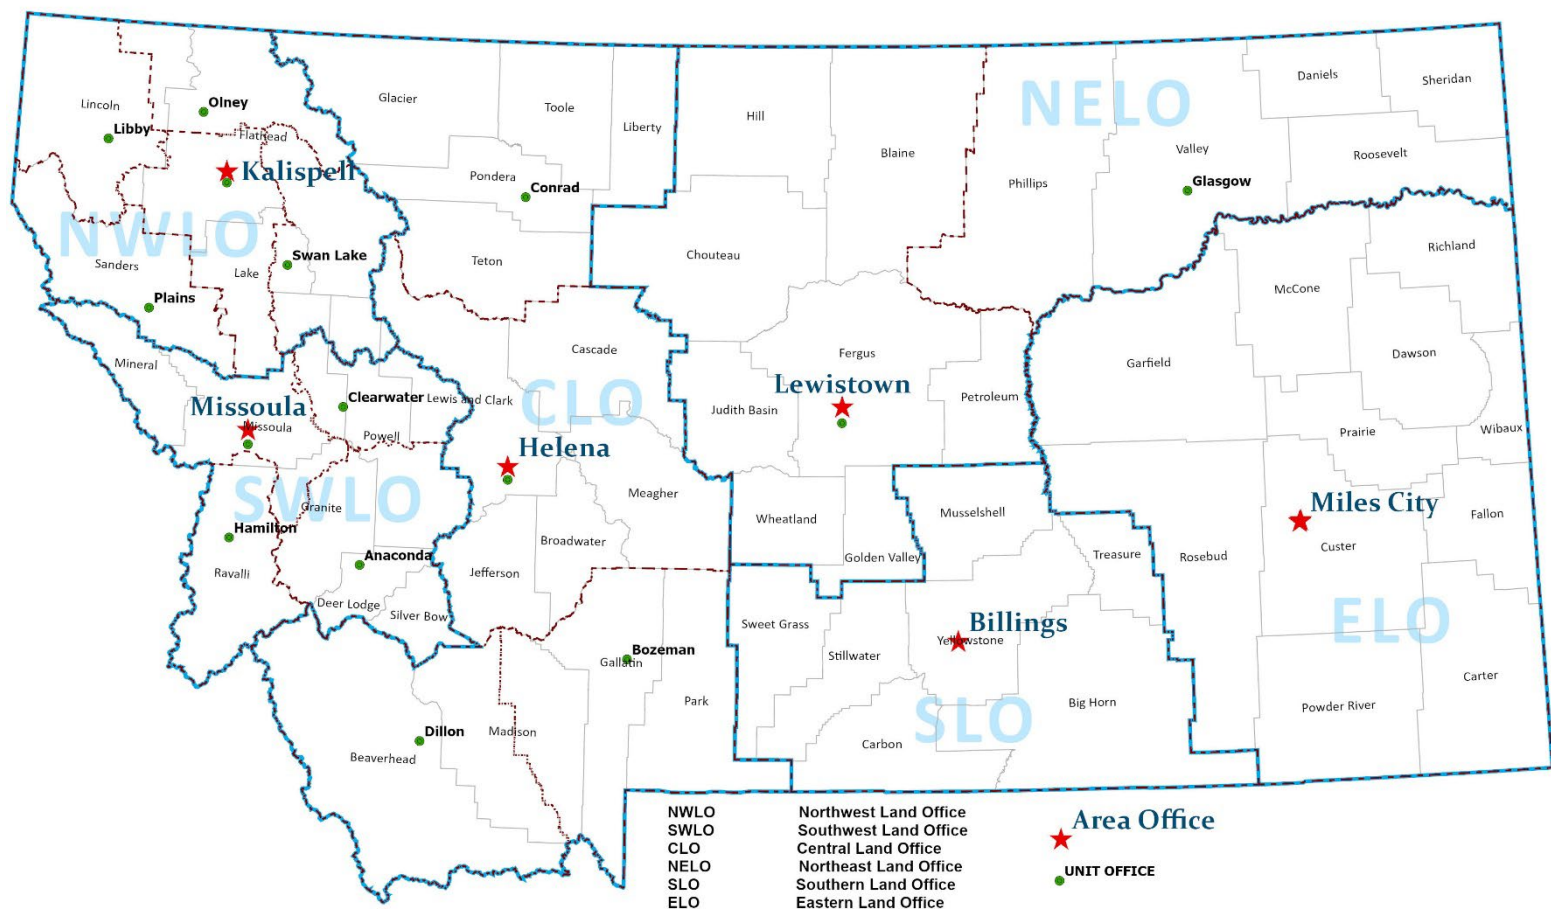 Daniels
Sheridan
NELO
Glacier
Lincoln
Olney
Toole
Hill
Liberty
Libby
Flathead
Blaine
Valley
Roosevelt
Kalispell
Pondera
Conrad
Phillips
Glasgow
NWLO
Richland
Swan Lake
Chouteau
Sanders
Lake
Teton
McCone
Plains
Cascade
Fergus
Dawson
Mineral
Garfield
Lewistown
Clearwater
Lewis and Clark
CLO
Petroleum
Missoula
Judith Basin
Missoula
Wibaux
Powell
Prairie
Helena
Meagher
SWLO
Miles City
Granite
Wheatland
Musselshell
Fallon
Hamilton
Broadwater
Custer
Anaconda
Golden Valley
Treasure
Rosebud
Ravalli
Jefferson
Deer Lodge
Silver Bow
ELO
Sweet Grass
Billings
Yellowstone
Bozeman
Gallatin
Stillwater
Carter
Park
Big Horn
Powder River
SLO
Dillon
Madison
Carbon
Beaverhead
NWLO Northwest Land Office
SWLO Southwest Land Office
CLO Central Land Office
NELO Northeast Land Office
SLO Southern Land Office
ELO Eastern Land Office
Area Office
UNIT OFFICE